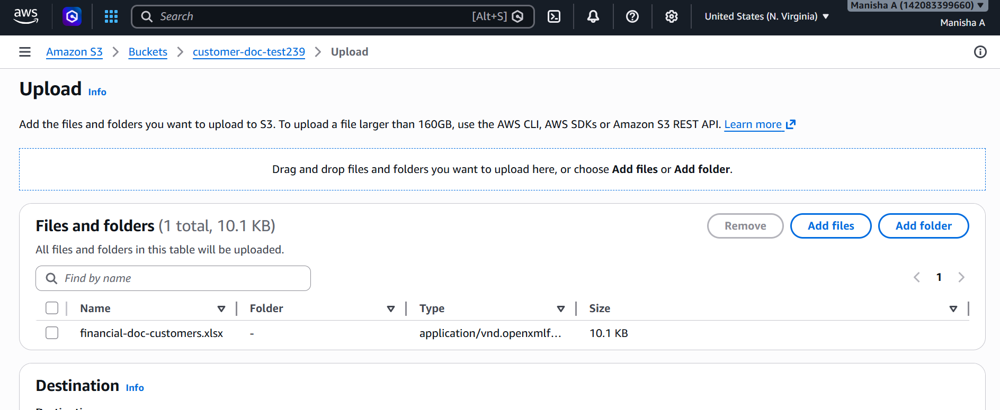 aws
Search [Alt+S]
United States (N. Virginia) ▼
Manisha A (142083399660) ▼
Manisha A
Amazon S3 > Buckets > customer-doc-test239 > Upload
Upload Info
Add the files and folders you want to upload to S3. To upload a file larger than 160GB, use the AWS CLI, AWS SDKs or Amazon S3 REST API. Learn more
Drag and drop files and folders you want to upload here, or choose Add files or Add folder.
Files and folders (1 total, 10.1 KB)
Remove Add files Add folder
All files and folders in this table will be uploaded.
Find by name
1
Name Folder Type Size
financial-doc-customers.xlsx - application/vnd.openxmlf... 10.1 KB
Destination Info